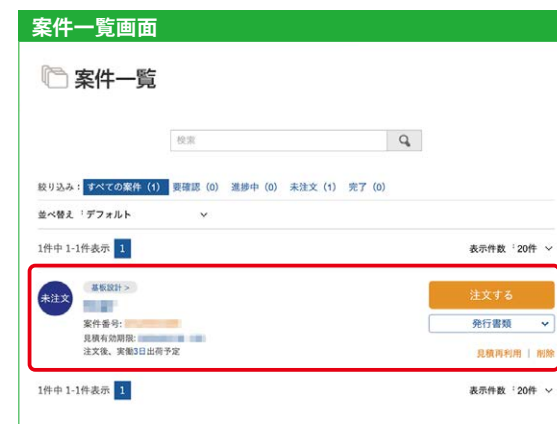 案件一覧画面
案件一覧
検索
絞り込み： すべての案件（1） 要確認（0） 進捗中（0） 未注文（1） 完了（0）
並べ替え：デフォルト
1件中 1-1件表示 1 表示件数：20件
未注文 基板設計 > 注文する
案件番号： 発行書類
見積有効期限：
注文後、実働3日出荷予定 見積再利用 | 削除
1件中 1-1件表示 1 表示件数：20件